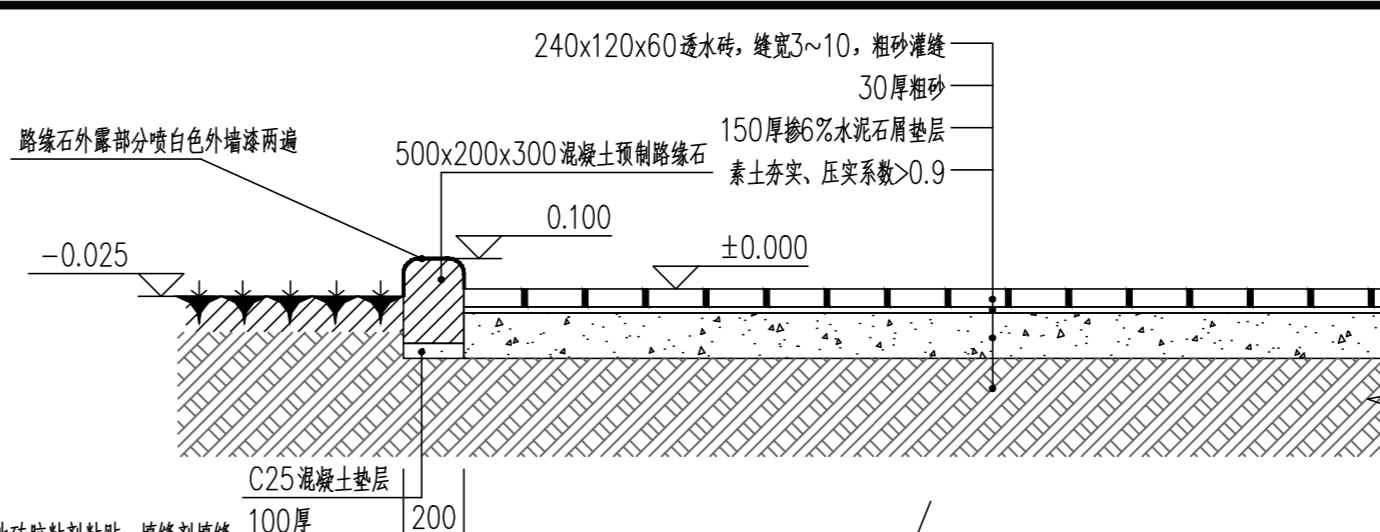 240x120x60透水砖，缝宽3~10，粗砂灌缝
30厚粗砂
150厚掺6%水泥石屑垫层
素土夯实、压实系数>0.9
路缘石外露部分喷白色外墙漆两遍
500x200x300混凝土预制路缘石
0.100
±0.000
-0.025
C25混凝土垫层
100厚
200